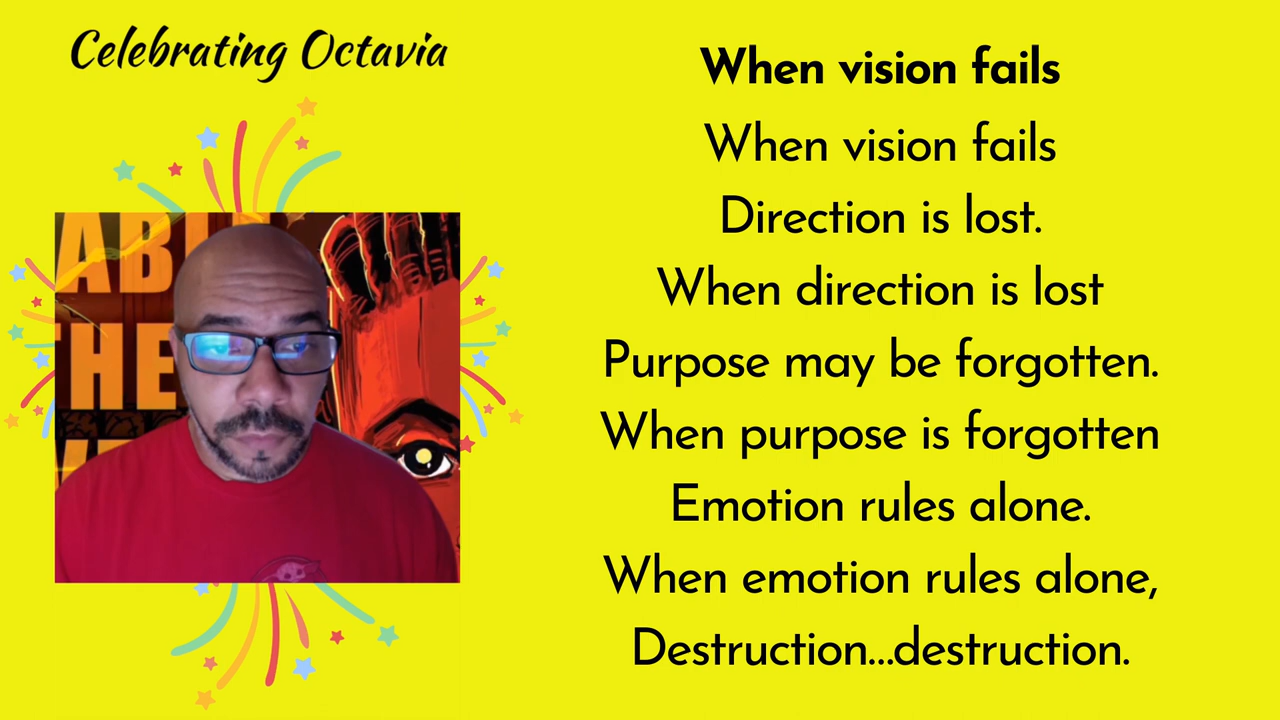 Celebrating Octavia
When vision fails
When vision fails
Direction is lost.
When direction is lost
Purpose may be forgotten.
When purpose is forgotten
Emotion rules alone.
When emotion rules alone,
Destruction...destruction.
THE